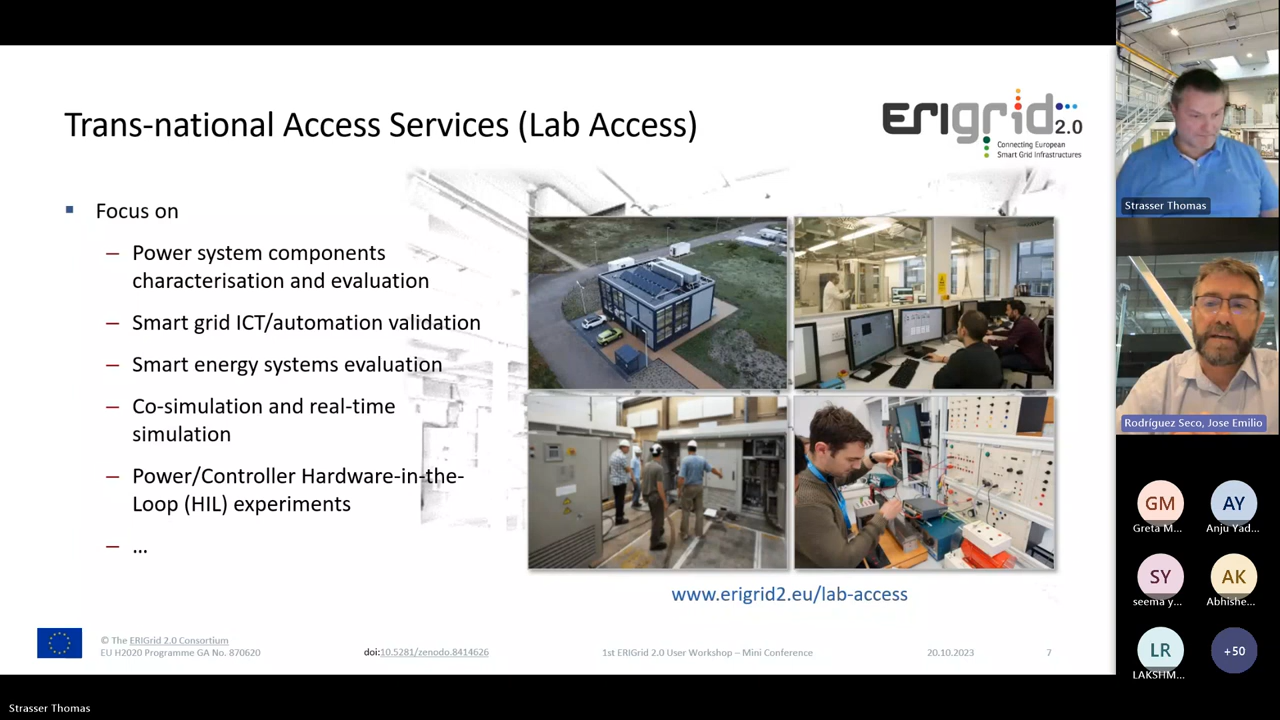 Trans-national Access Services (Lab Access)
ERIgrid 2.0
Connecting European
Smart Grid Infrastructures
Focus on
– Power system components
characterisation and evaluation
– Smart grid ICT/automation validation
– Smart energy systems evaluation
– Co-simulation and real-time
simulation
– Power/Controller Hardware-in-the-
Loop (HIL) experiments
– ...
www.erigrid2.eu/lab-access
© The ERIGrid 2.0 Consortium
EU H2020 Programme GA No. 870620
doi:10.5281/zenodo.8414626
1st ERIGrid 2.0 User Workshop – Mini Conference
20.10.2023
7
Strasser Thomas
Rodríguez Seco, Jose Emilio
GM
Greta M...
AY
Anju Yad...
SY
seema y...
AK
Abhishe...
LR
LAKSHM...
+50
Strasser Thomas